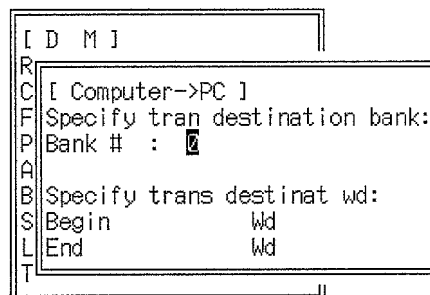 [ D M ]
R
C [ Computer->PC ]
F Specify tran destination bank:
P Bank # : 0
A
B Specify trans destinat wd:
S Begin Wd
L End Wd
T